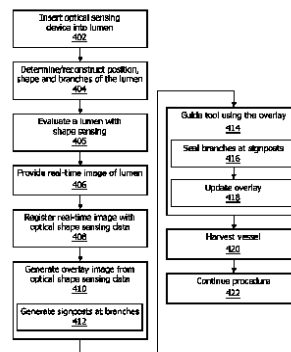 Insert optical sensing
device into lumen
402
Determine/reconstruct position,
shape and branches of the lumen
404
Evaluate a lumen with
shape sensing
405
Provide real-time image of lumen
406
Register real-time image with
optical shape sensing data
408
Generate overlay image from
optical shape sensing data
410
Generate signposts at branches
412
Guide tool using the overlay
414
Seal branches at signposts
416
Update overlay
418
Harvest vessel
420
Continue procedure
422